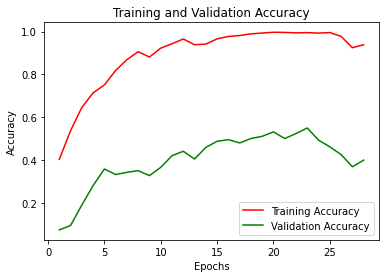 Training and Validation Accuracy
1.0
0.8
0.6
0.4
0.2
Accuracy
0 5 10 15 20 25
Epochs
Training Accuracy
Validation Accuracy